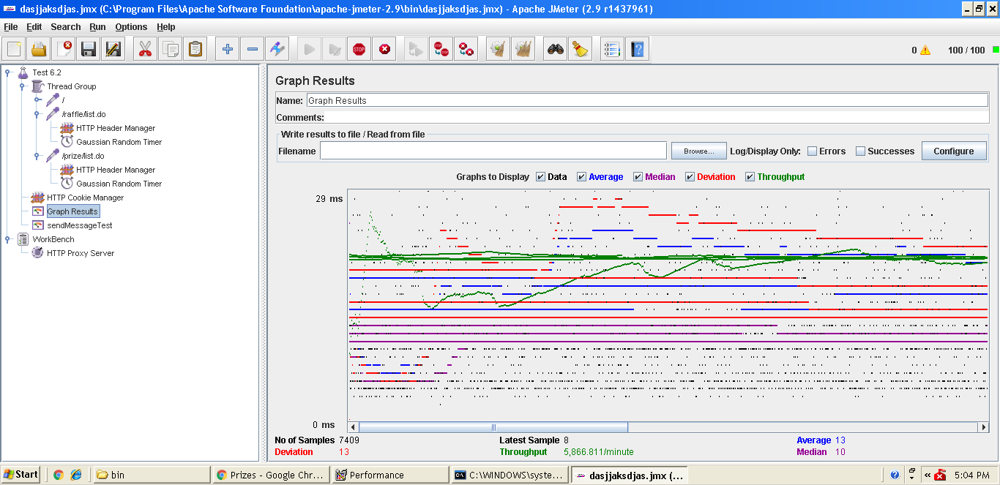 dasjjaksdjas.jmx (C:\Program Files\Apache Software Foundation\apache-jmeter-2.9\bin\dasjjaksdjas.jmx) - Apache JMeter (2.9 r1437961)
File Edit Search Run Options Help
STOP
0 100 / 100
Test 6.2
Thread Group
/
/raffle/list.do
HTTP Header Manager
Gaussian Random Timer
/prize/list.do
HTTP Header Manager
Gaussian Random Timer
HTTP Cookie Manager
Graph Results
sendMessageTest
WorkBench
HTTP Proxy Server
Graph Results
Name: Graph Results
Comments:
Write results to file / Read from file
Filename Browse... Log/Display Only: Errors Successes Configure
Graphs to Display Data Average Median Deviation Throughput
29 ms
0 ms
No of Samples 7409 Latest Sample 8 Average 13
Deviation 13 Throughput 5,866.811/minute Median 10
Start bin Prizes - Google Chr... Performance C:\WINDOWS\syste... dasjjaksdjas.jmx (... 5:04 PM